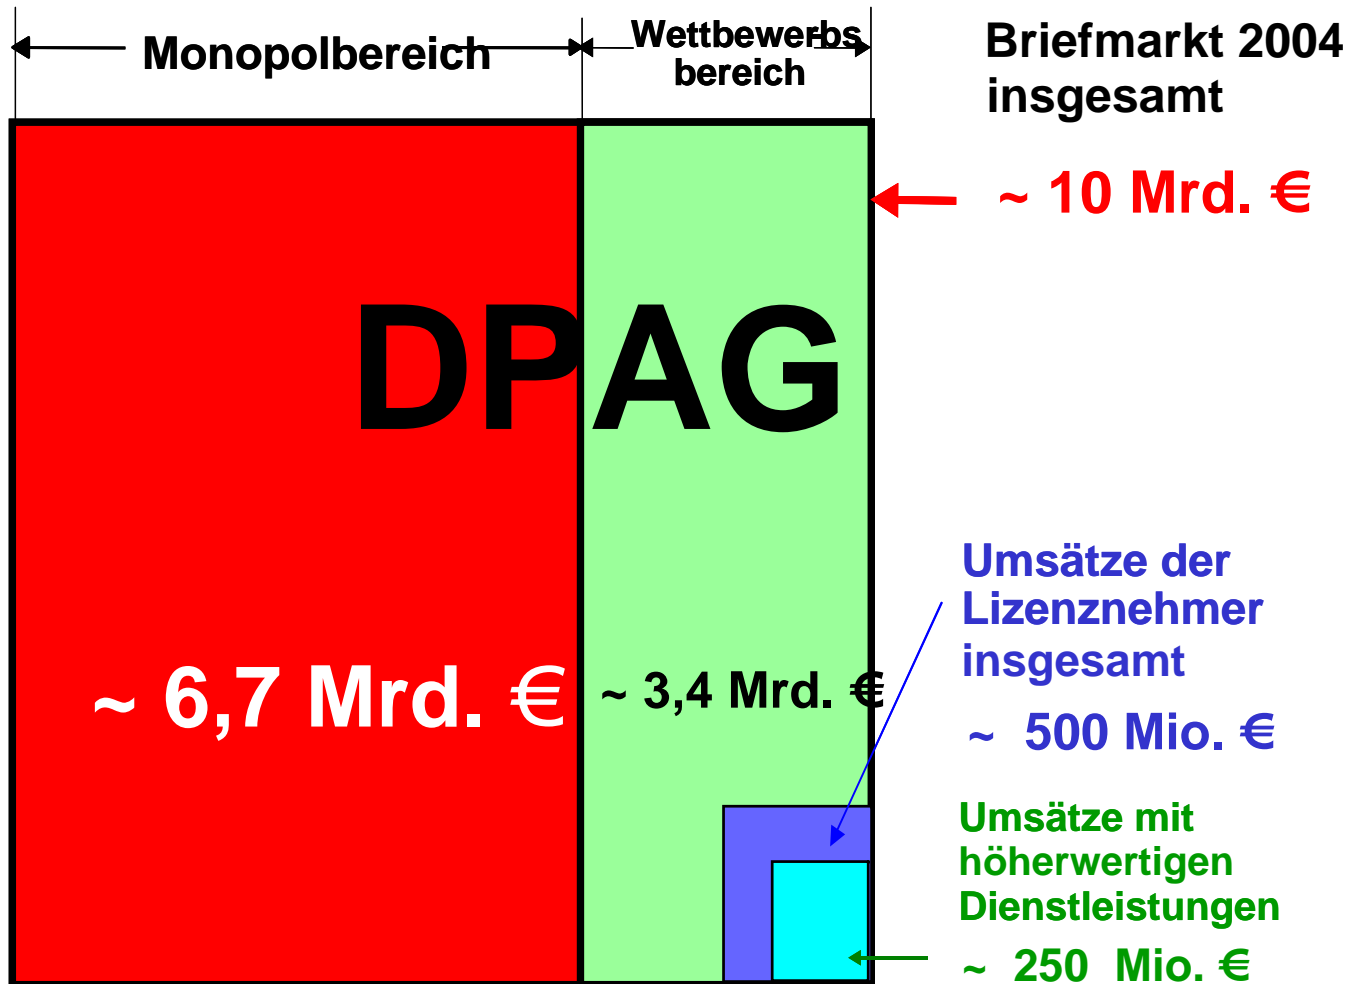 Monopolbereich
Wettbewerbs
bereich
Briefmarkt 2004
insgesamt
~ 10 Mrd. €
DPAG
Umsätze der
Lizenznehmer
insgesamt
~ 6,7 Mrd. €
~ 3,4 Mrd. €
~ 500 Mio. €
Umsätze mit
höherwertigen
Dienstleistungen
~ 250 Mio. €